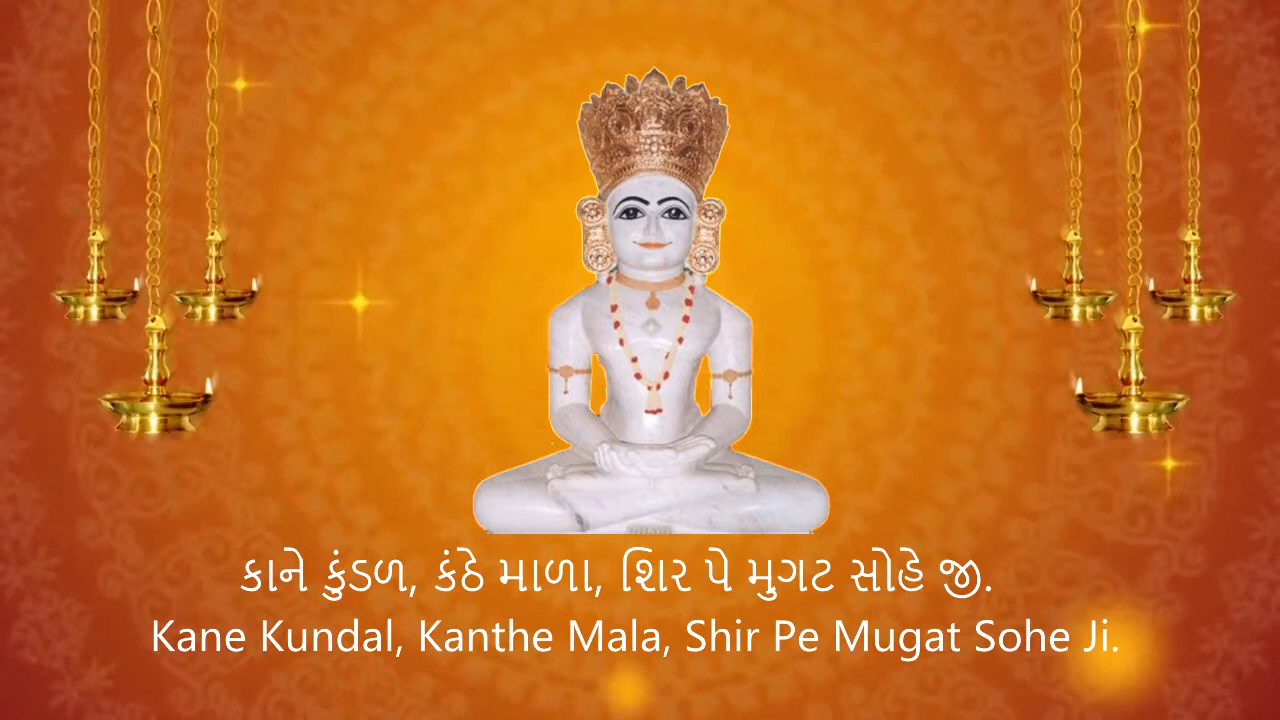 કાને કુંડળ, કંઠે માળા, શિર પે મુગટ સોહે જી.
Kane Kundal, Kanthe Mala, Shir Pe Mugat Sohe Ji.